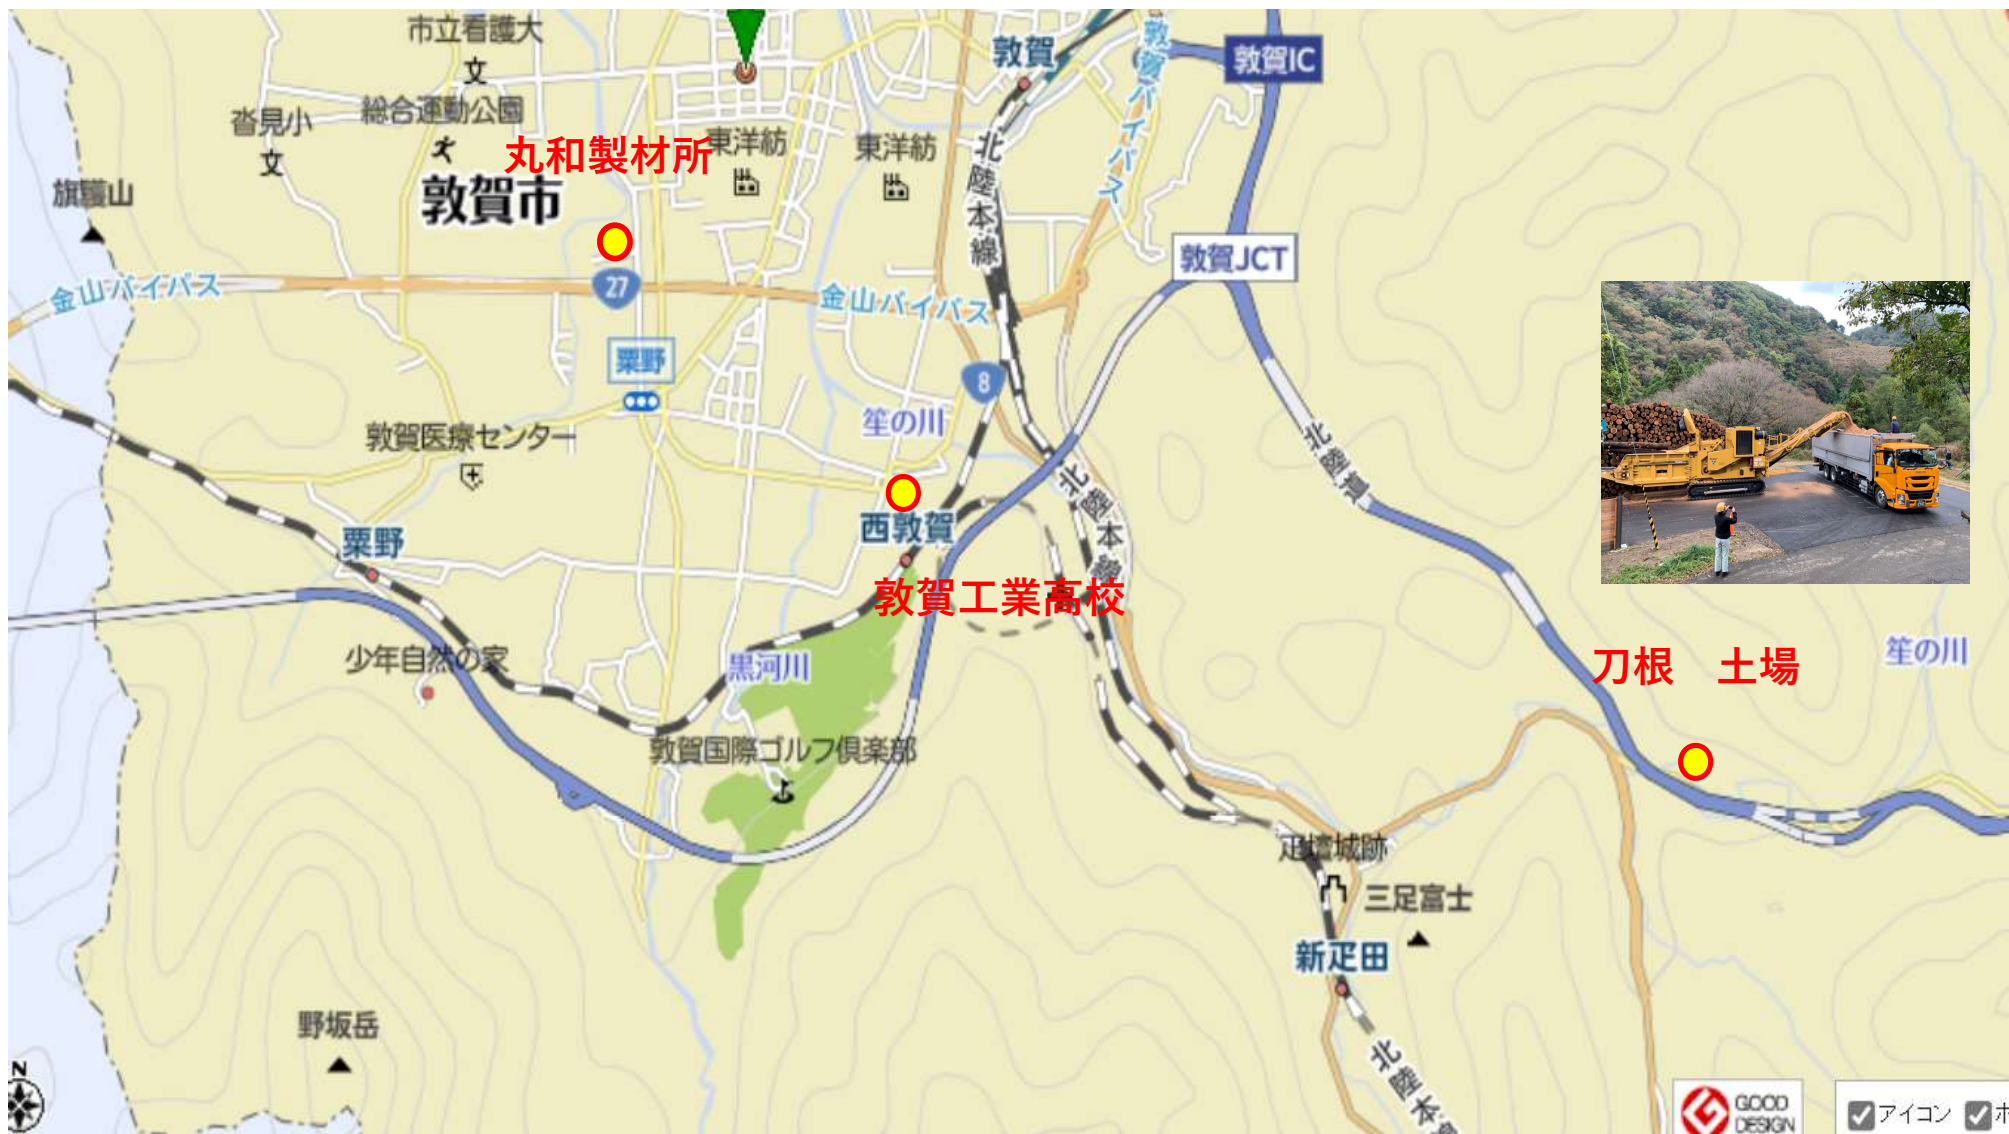 市立看護大
敦賀
敦賀IC
敦賀バイパス
沓見小
総合運動公園
丸和製材所
東洋紡
東洋紡
北陸本線
旗護山
敦賀市
敦賀JCT
金山バイパス
27
金山バイパス
粟野
8
笙の川
敦賀医療センター
北陸道
北陸本線
西敦賀
粟野
敦賀工業高校
少年自然の家
黒河川
刀根　土場
笙の川
敦賀国際ゴルフ倶楽部
疋壇城跡
三足富士
新疋田
野坂岳
北陸本線
N
GOOD
DESIGN
アイコン